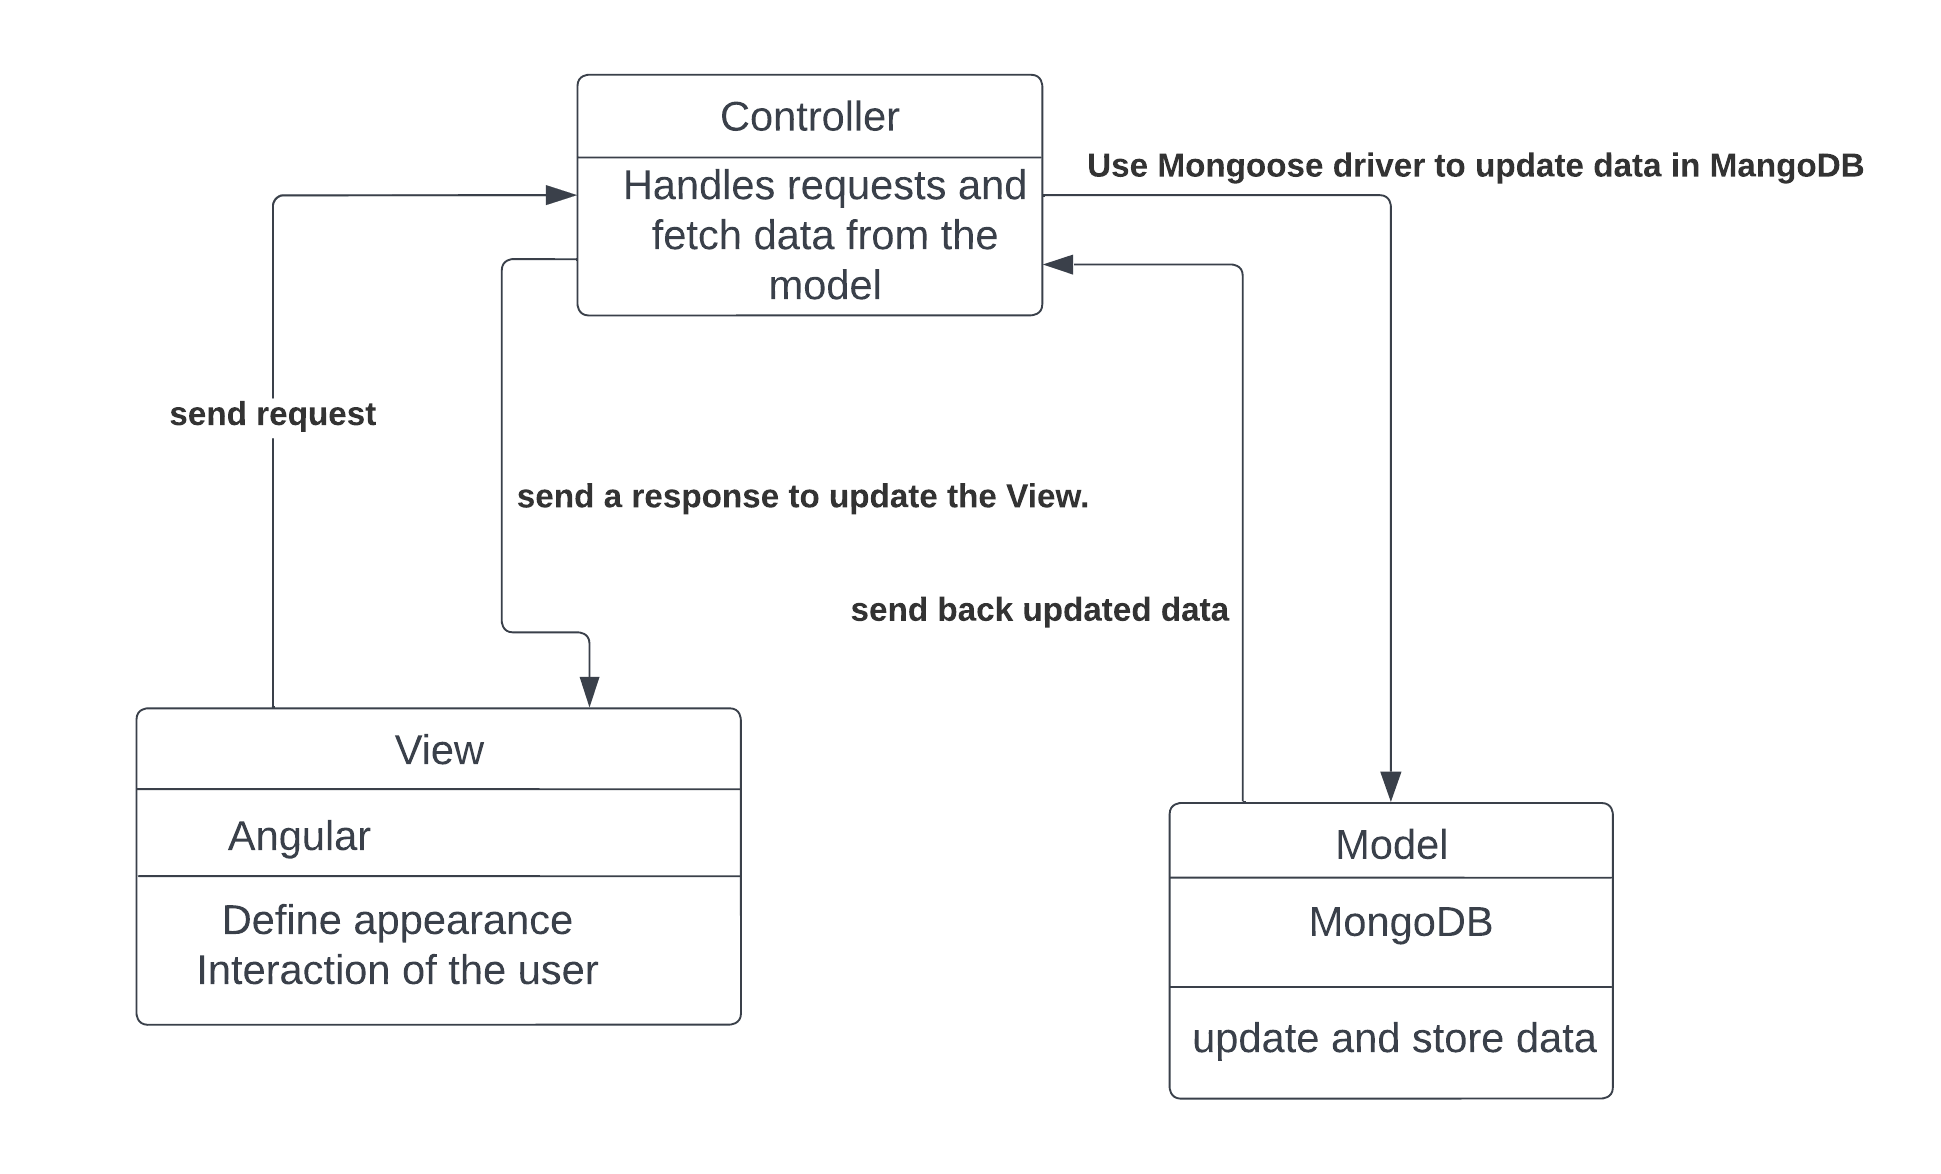 Controller
Handles requests and
fetch data from the
model
Use Mongoose driver to update data in MangoDB
send request
send a response to update the View.
send back updated data
View
Angular
Define appearance
Interaction of the user
Model
MongoDB
update and store data